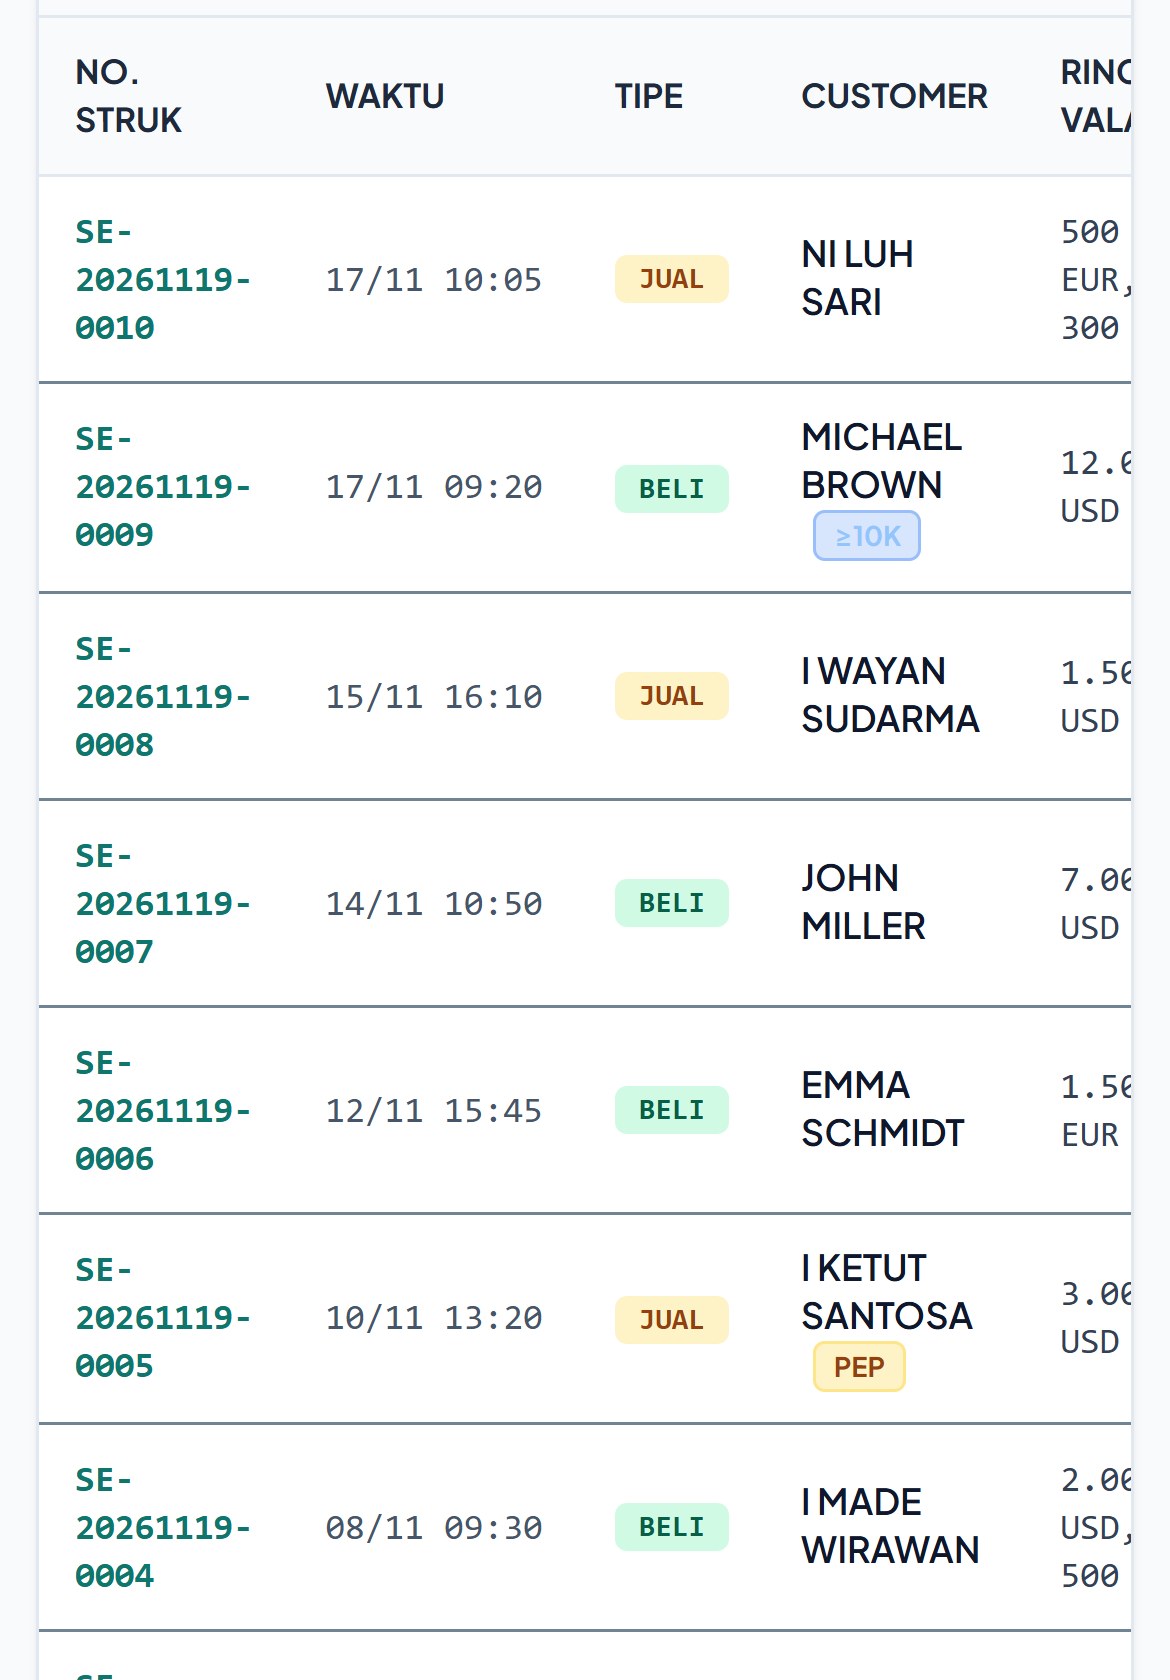 NO.
STRUK
WAKTU
TIPE
CUSTOMER
SE-
20261119-
0010
17/11 10:05
JUAL
NI LUH
SARI
500
EUR,
300
SE-
20261119-
0009
17/11 09:20
BELI
MICHAEL
BROWN
≥10K
USD
SE-
20261119-
0008
15/11 16:10
JUAL
I WAYAN
SUDARMA
USD
SE-
20261119-
0007
14/11 10:50
BELI
JOHN
MILLER
USD
SE-
20261119-
0006
12/11 15:45
BELI
EMMA
SCHMIDT
EUR
SE-
20261119-
0005
10/11 13:20
JUAL
I KETUT
SANTOSA
PEP
USD
SE-
20261119-
0004
08/11 09:30
BELI
I MADE
WIRAWAN
USD,
500